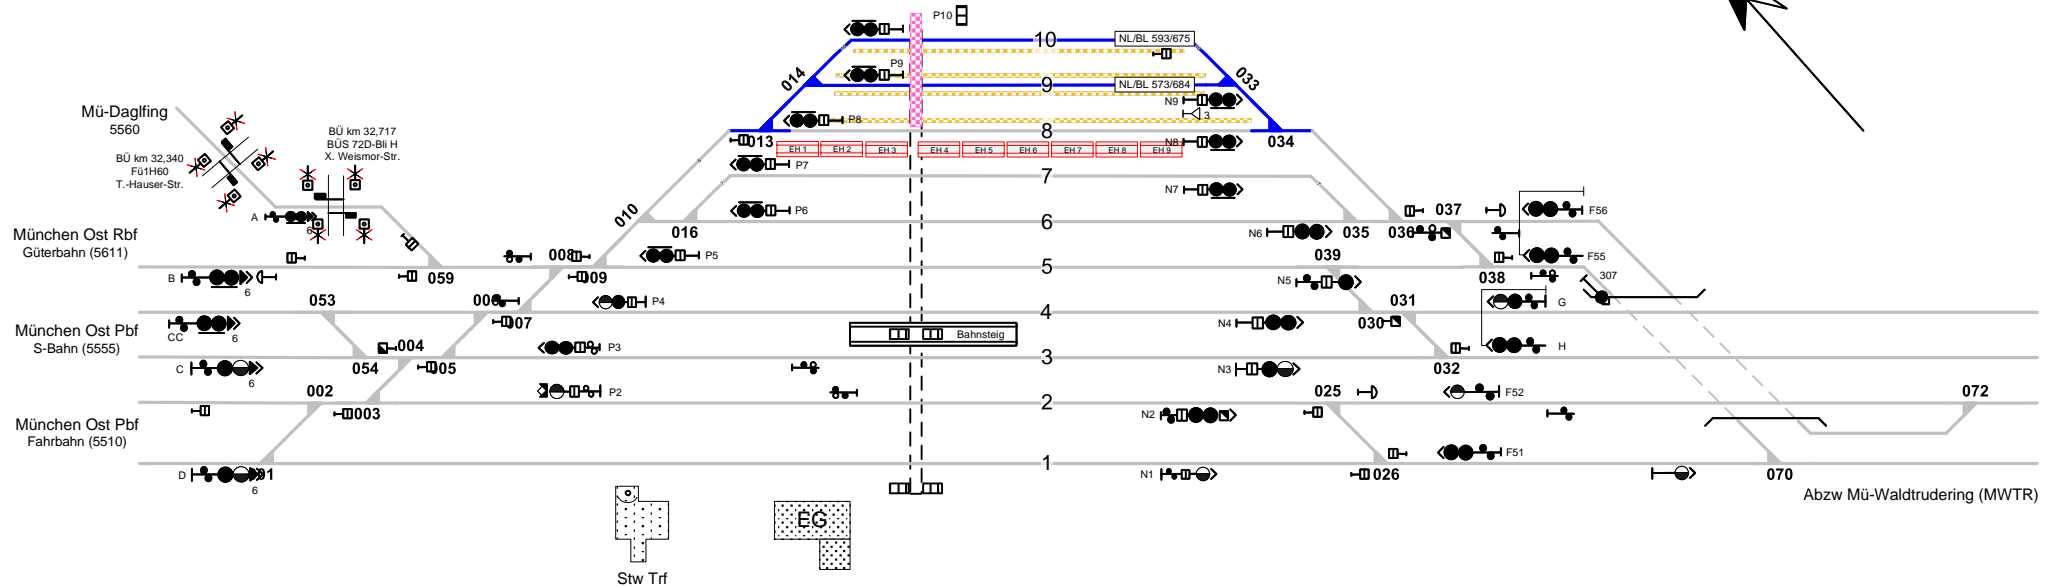 P10
10
NL/BL 593/675
P9
014
033
9
NL/BL 573/684
Mü-Daglfing
5560
N9
3
P8
BÜ km 32,717
BÜS 72D-Bli H
X. Weismor-Str.
8
013
034
N8
EH 1
EH 2
EH 3
EH 4
EH 5
EH 6
EH 7
EH 8
EH 9
BÜ km 32,340
Fü1H60
T.-Hauser-Str.
P7
7
N7
A
6
010
P6
6
037
F56
München Ost Rbf
Güterbahn (5611)
016
N6
035
036
008
P5
039
F55
5
B
6
059
009
N5
038
307
053
006
P4
031
G
4
München Ost Pbf
S-Bahn (5555)
CC
6
007
N4
030
Bahnsteig
004
P3
H
3
C
6
054
005
N3
032
002
P2
025
F52
072
2
003
N2
München Ost Pbf
Fahrbahn (5510)
F51
1
D
6
001
N1
026
070
Abzw Mü-Waldtrudering (MWTR)
EG
Stw Trf